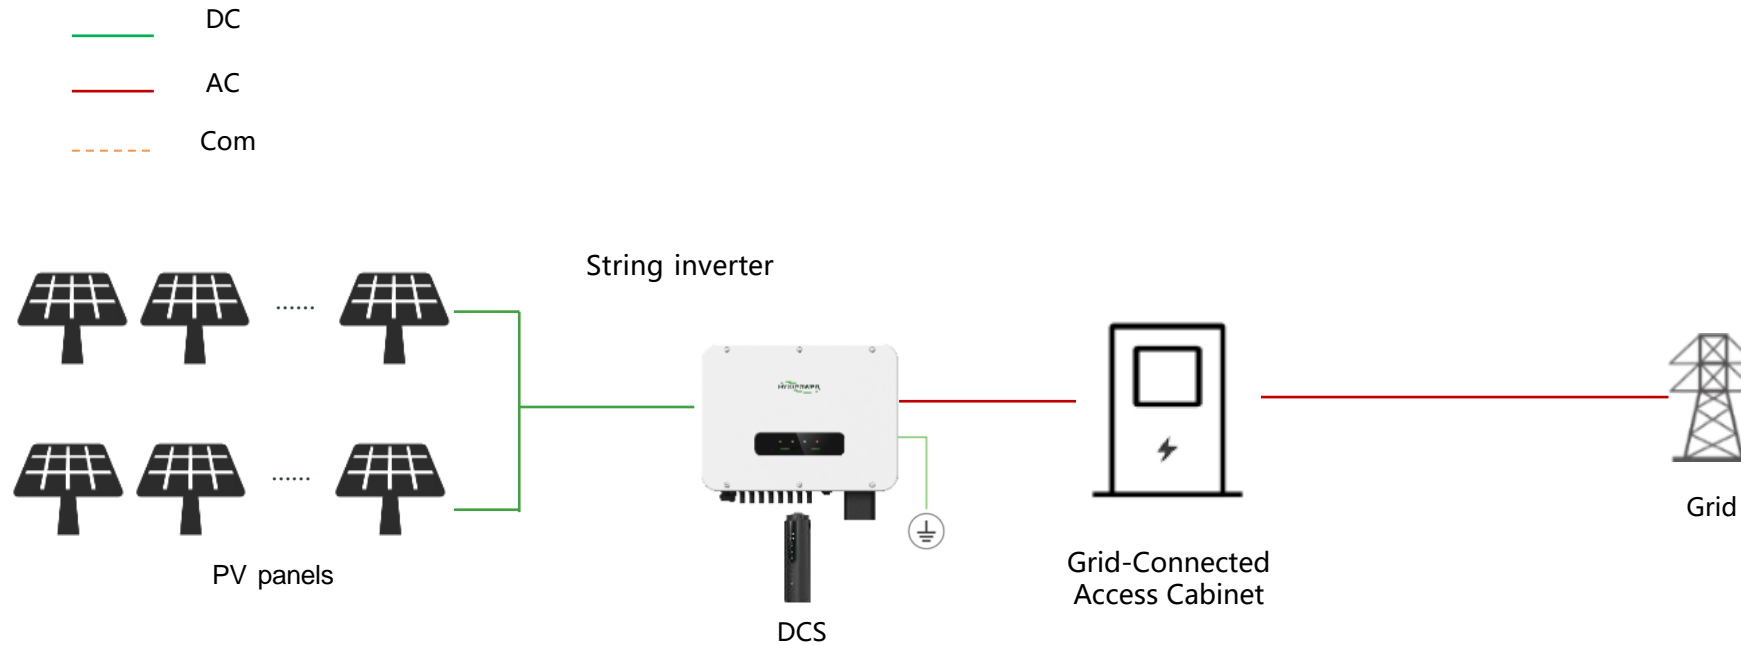 DC
AC
Com
String inverter
......
......
PV panels
DCS
Grid-Connected
Access Cabinet
Grid